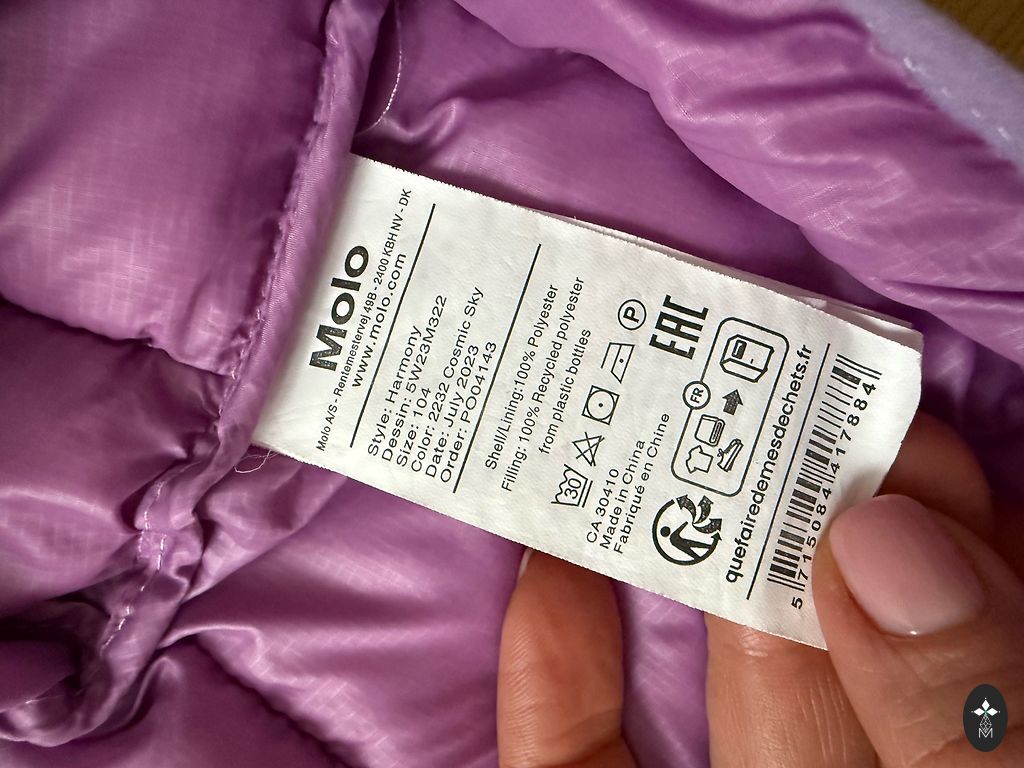 Molo
Molo A/S - Rentemestervej 49B - 2400 KBH NV - DK
www.molo.com
Style: Harmony
Dessin: 5W23M322
Size: 104
Color: 2232 Cosmic Sky
Date: July 2023
Order: PO04143
Shell/Lining:100% Polyester
Filling: 100% Recycled polyester
from plastic bottles
30
P
CA 30410
Made in China
Fabriqué en Chine
EAC
FR
quefairedemesdechets.fr
5 715084 417884
M